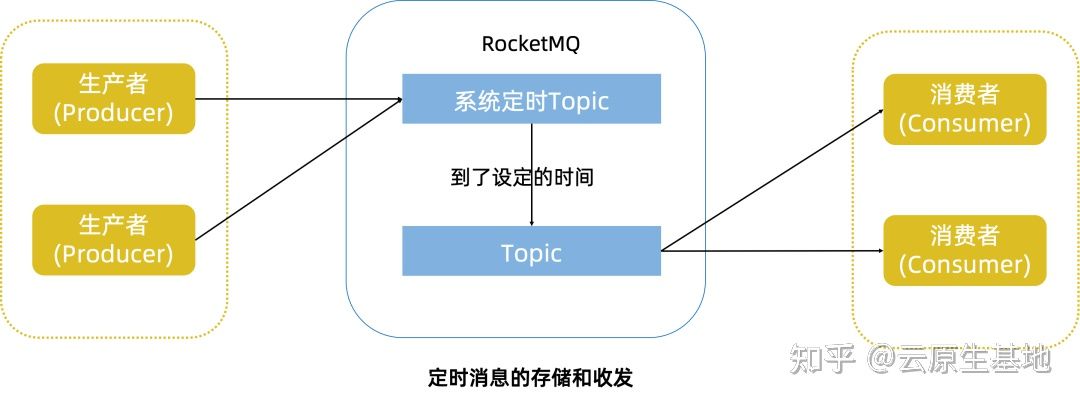 RocketMQ
生产者
(Producer)
系统定时Topic
消费者
(Consumer)
到了设定的时间
生产者
(Producer)
Topic
消费者
(Consumer)
知乎 @云原生基地
定时消息的存储和收发